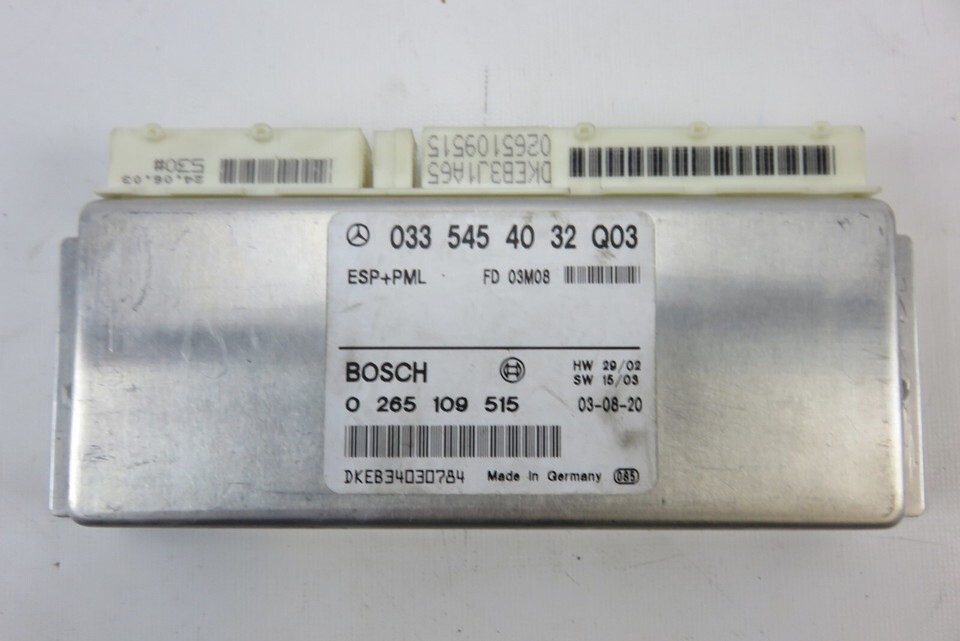 DKEB3J1A65
0265109515
24.06.03
530#
033 545 40 32 Q03
ESP+PML FD 03M08
BOSCH HW 29/02
SW 15/03
0 265 109 515 03-08-20
DKEB34030784 Made in Germany 085